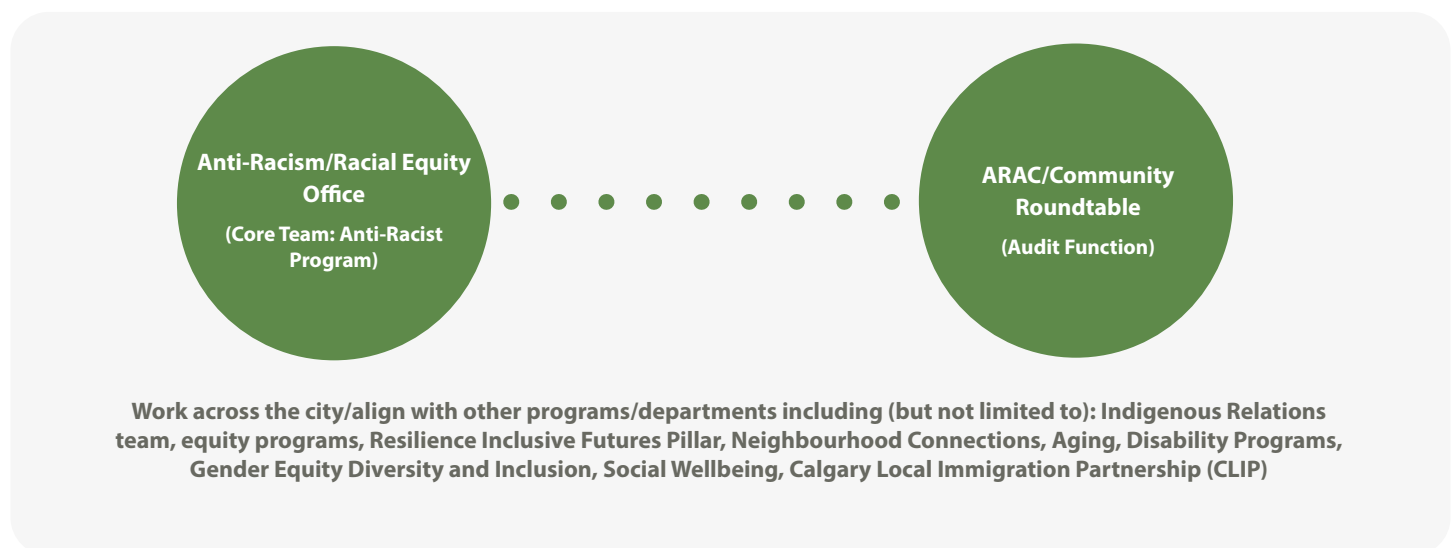 Anti-Racism/Racial Equity
Office
(Core Team: Anti-Racist
Program)
ARAC/Community
Roundtable
(Audit Function)
Work across the city/align with other programs/departments including (but not limited to): Indigenous Relations
team, equity programs, Resilience Inclusive Futures Pillar, Neighbourhood Connections, Aging, Disability Programs,
Gender Equity Diversity and Inclusion, Social Wellbeing, Calgary Local Immigration Partnership (CLIP)